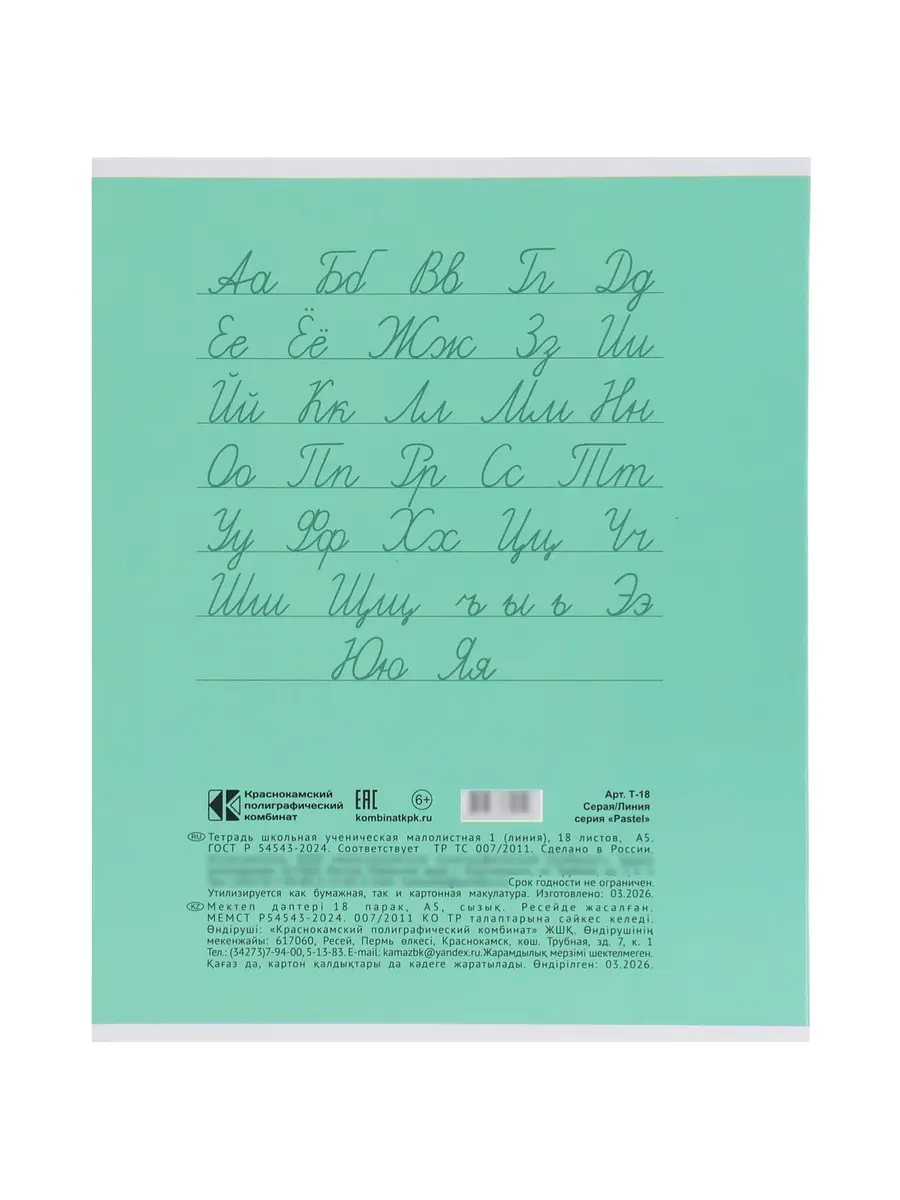 Аа Бб Вв Гг Дд
Ее Ёё Жж Зз Ии
Йй Кк Лл Мм Нн
Оо Пп Рр Сс Тт
Уу Фф Хх Цц Чч
Шш Щщ ъ ы ь Ээ
Юю Яя
Краснокамский
полиграфический
комбинат
EAC
kombinatkpk.ru
6+
Арт. Т-18
Серая/Линия
серия «Pastel»
RU Тетрадь школьная ученическая малолистная 1 (линия), 18 листов, А5.
ГОСТ Р 54543-2024. Соответствует ТР ТС 007/2011. Сделано в России.
Срок годности не ограничен.
Утилизируется как бумажная, так и картонная макулатура. Изготовлено: 03.2026.
KZ Мектеп дәптері 18 парак, А5, сызық. Ресейде жасалған.
МЕМСТ Р54543-2024. 007/2011 КО ТР талаптарына сәйкес келеді.
Өндіруші: «Краснокамский полиграфический комбинат» ЖШҚ. Өндірушінің
мекенжайы: 617060, Ресей, Пермь өлкесі, Краснокамск, көш. Трубная, зд. 7, к. 1
Тел.: (34273)7-94-00, 5-13-83. E-mail: kamazbk@yandex.ru. Жарамдылық мерзімі шектелмеген.
Қағаз да, картон қалдықтары да кәдеге жаратылады. Өндірілген: 03.2026.